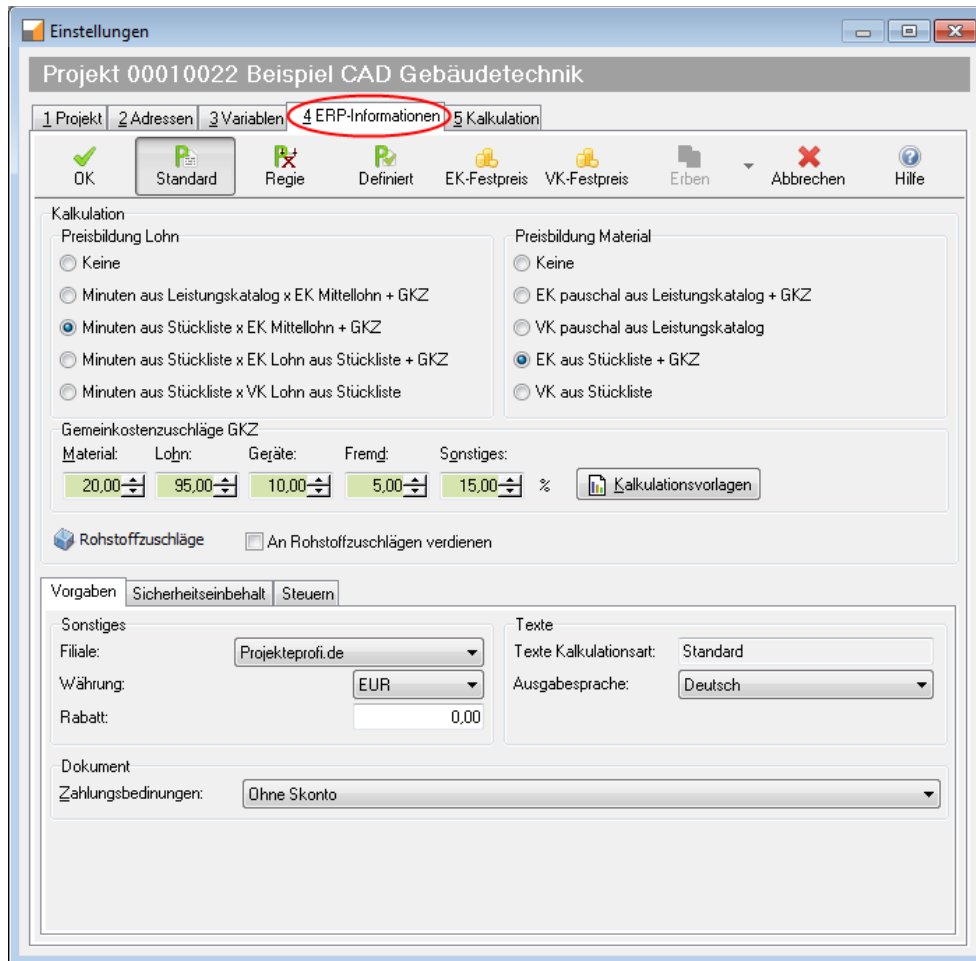 Einstellungen
Projekt 00010022 Beispiel CAD Gebäudetechnik
1 Projekt 2 Adressen 3 Variablen 4 ERP-Informationen 5 Kalkulation
OK Standard Regie Definiert EK-Festpreis VK-Festpreis Erben Abbrechen Hilfe
Kalkulation
Preisbildung Lohn
Keine
Minuten aus Leistungskatalog x EK Mittellohn + GKZ
Minuten aus Stückliste x EK Mittellohn + GKZ
Minuten aus Stückliste x EK Lohn aus Stückliste + GKZ
Minuten aus Stückliste x VK Lohn aus Stückliste
Preisbildung Material
Keine
EK pauschal aus Leistungskatalog + GKZ
VK pauschal aus Leistungskatalog
EK aus Stückliste + GKZ
VK aus Stückliste
Gemeinkostenzuschläge GKZ
Material: Lohn: Geräte: Fremd: Sonstiges:
20,00 95,00 10,00 5,00 15,00 % Kalkulationsvorlagen
Rohstoffzuschläge An Rohstoffzuschlägen verdienen
Vorgaben Sicherheitseinbehalt Steuern
Sonstiges
Filiale: Projekteprofi.de
Währung: EUR
Rabatt: 0,00
Texte
Texte Kalkulationsart: Standard
Ausgabesprache: Deutsch
Dokument
Zahlungsbedinungen: Ohne Skonto